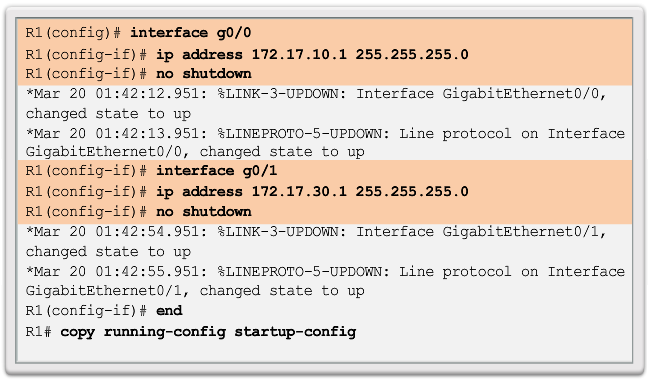 R1(config)# interface g0/0
R1(config-if)# ip address 172.17.10.1 255.255.255.0
R1(config-if)# no shutdown
*Mar 20 01:42:12.951: %LINK-3-UPDOWN: Interface GigabitEthernet0/0,
changed state to up
*Mar 20 01:42:13.951: %LINEPROTO-5-UPDOWN: Line protocol on Interface
GigabitEthernet0/0, changed state to up
R1(config-if)# interface g0/1
R1(config-if)# ip address 172.17.30.1 255.255.255.0
R1(config-if)# no shutdown
*Mar 20 01:42:54.951: %LINK-3-UPDOWN: Interface GigabitEthernet0/1,
changed state to up
*Mar 20 01:42:55.951: %LINEPROTO-5-UPDOWN: Line protocol on Interface
GigabitEthernet0/1, changed state to up
R1(config-if)# end
R1# copy running-config startup-config